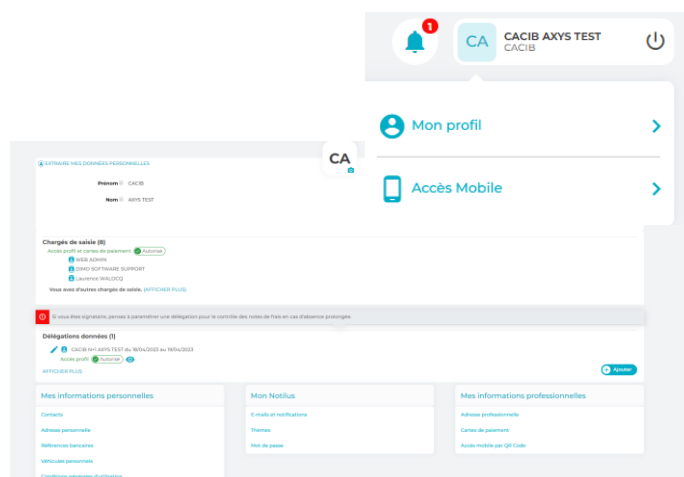 1
CA
CACIB AXYS TEST
CACIB
Mon profil
Accès Mobile
EXTRAIRE MES DONNÉES PERSONNELLES
CA
Prénom CACIB
Nom AXYS TEST
Chargés de saisie (8)
Accès profil et cartes de paiement Autorisé
WEB ADMIN
DIMO SOFTWARE SUPPORT
Laurence WALOCQ
Vous avez d'autres chargés de saisie. (AFFICHER PLUS)
Si vous êtes signataire, pensez à paramétrer une délégation pour le contrôle des notes de frais en cas d'absence prolongée.
Délégations données (1)
CACIB N+1 AXYS TEST du 18/04/2023 au 19/04/2023
Accès profil Autorisé
AFFICHER PLUS
Ajouter
Mes informations personnelles
Contacts
Adresse personnelle
Références bancaires
Véhicules personnels
Conditions générales d'utilisation
Mon Notilus
E-mails et notifications
Thèmes
Mot de passe
Mes informations professionnelles
Adresse professionnelle
Cartes de paiement
Accès mobile par QR Code